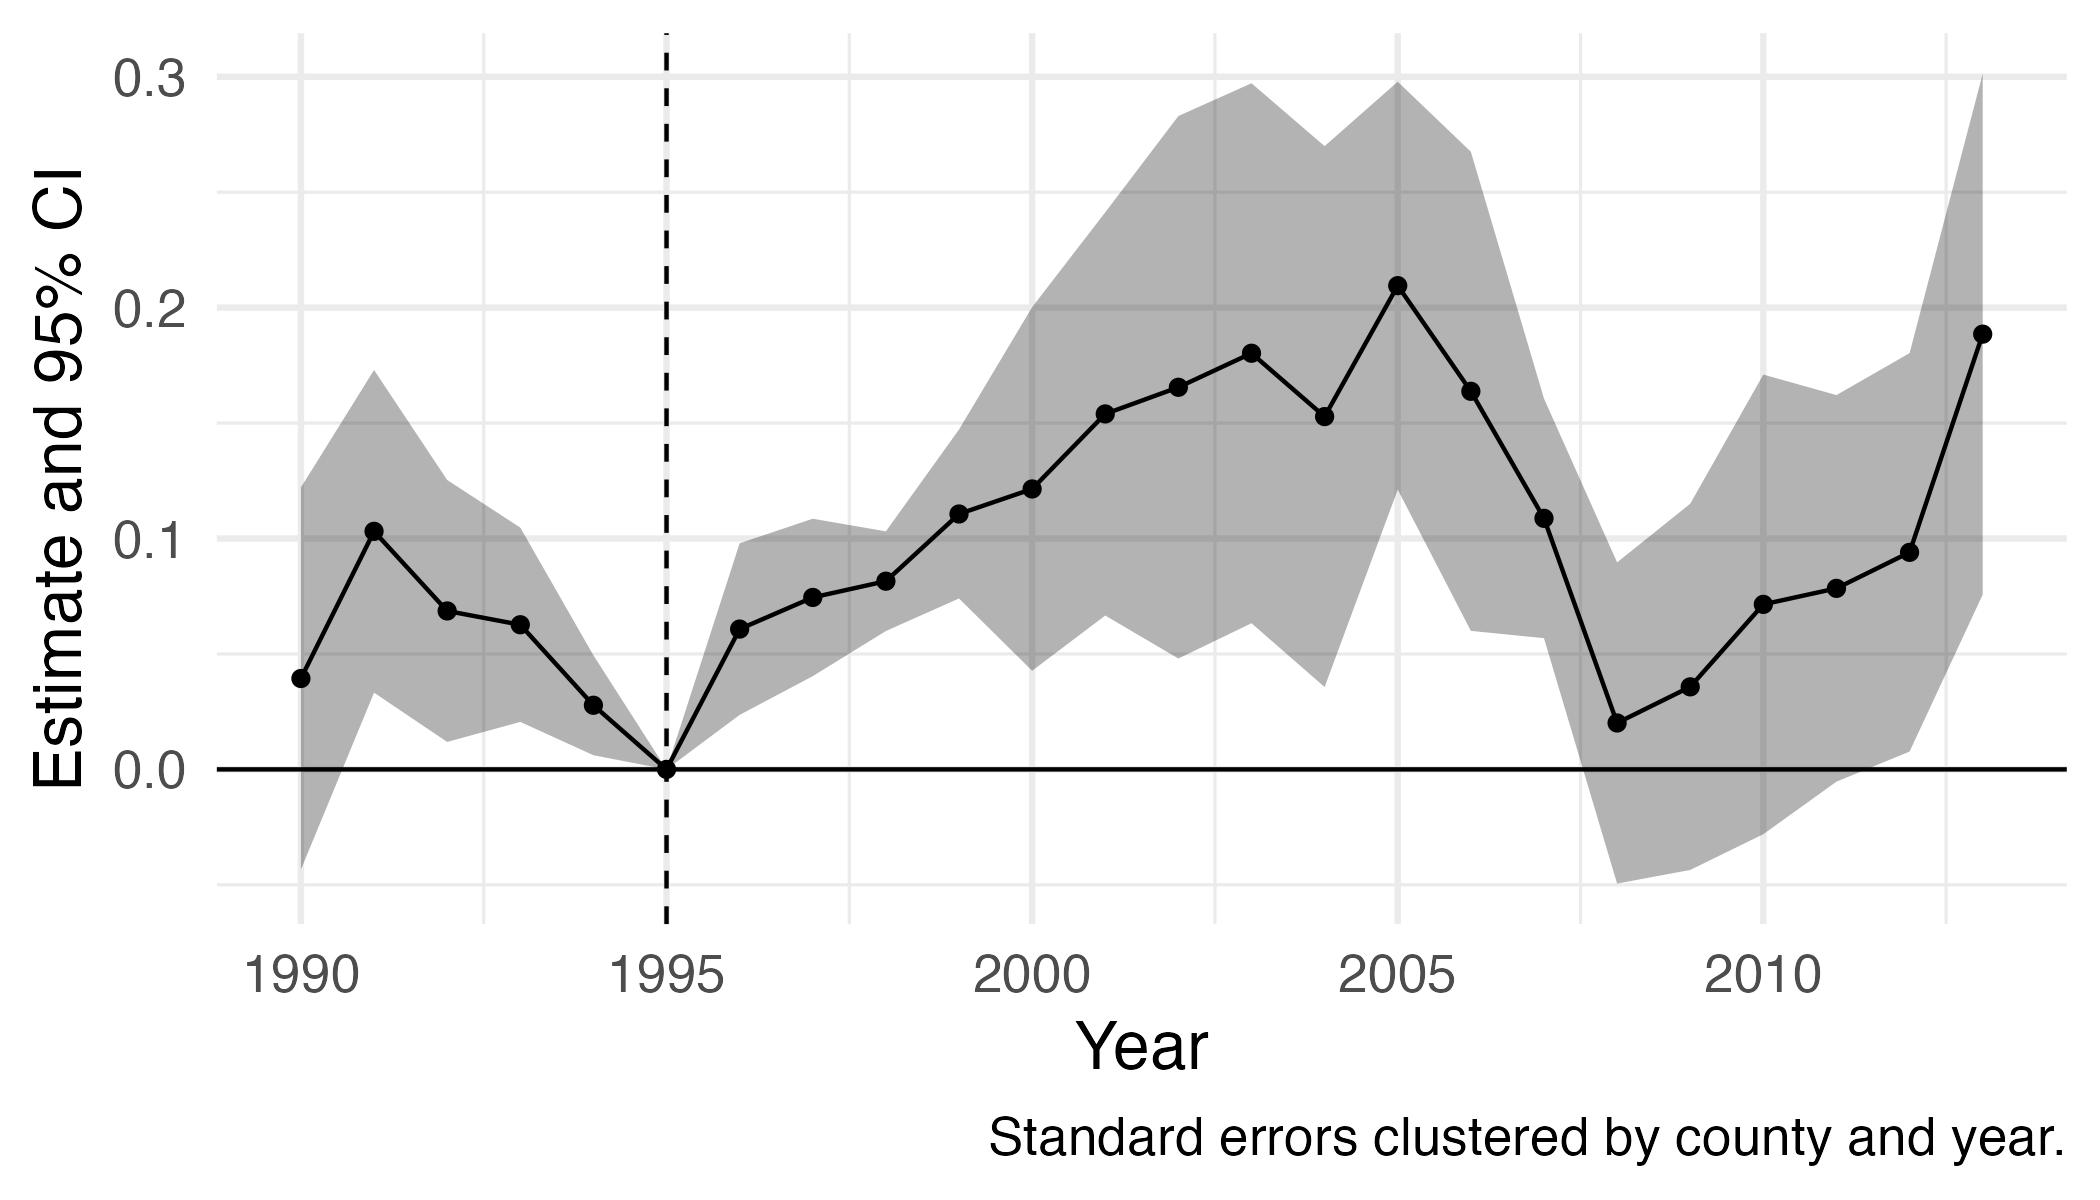 Estimate and 95% CI
0.3
0.2
0.1
0.0
1990 1995 2000 2005 2010
Year
Standard errors clustered by county and year.